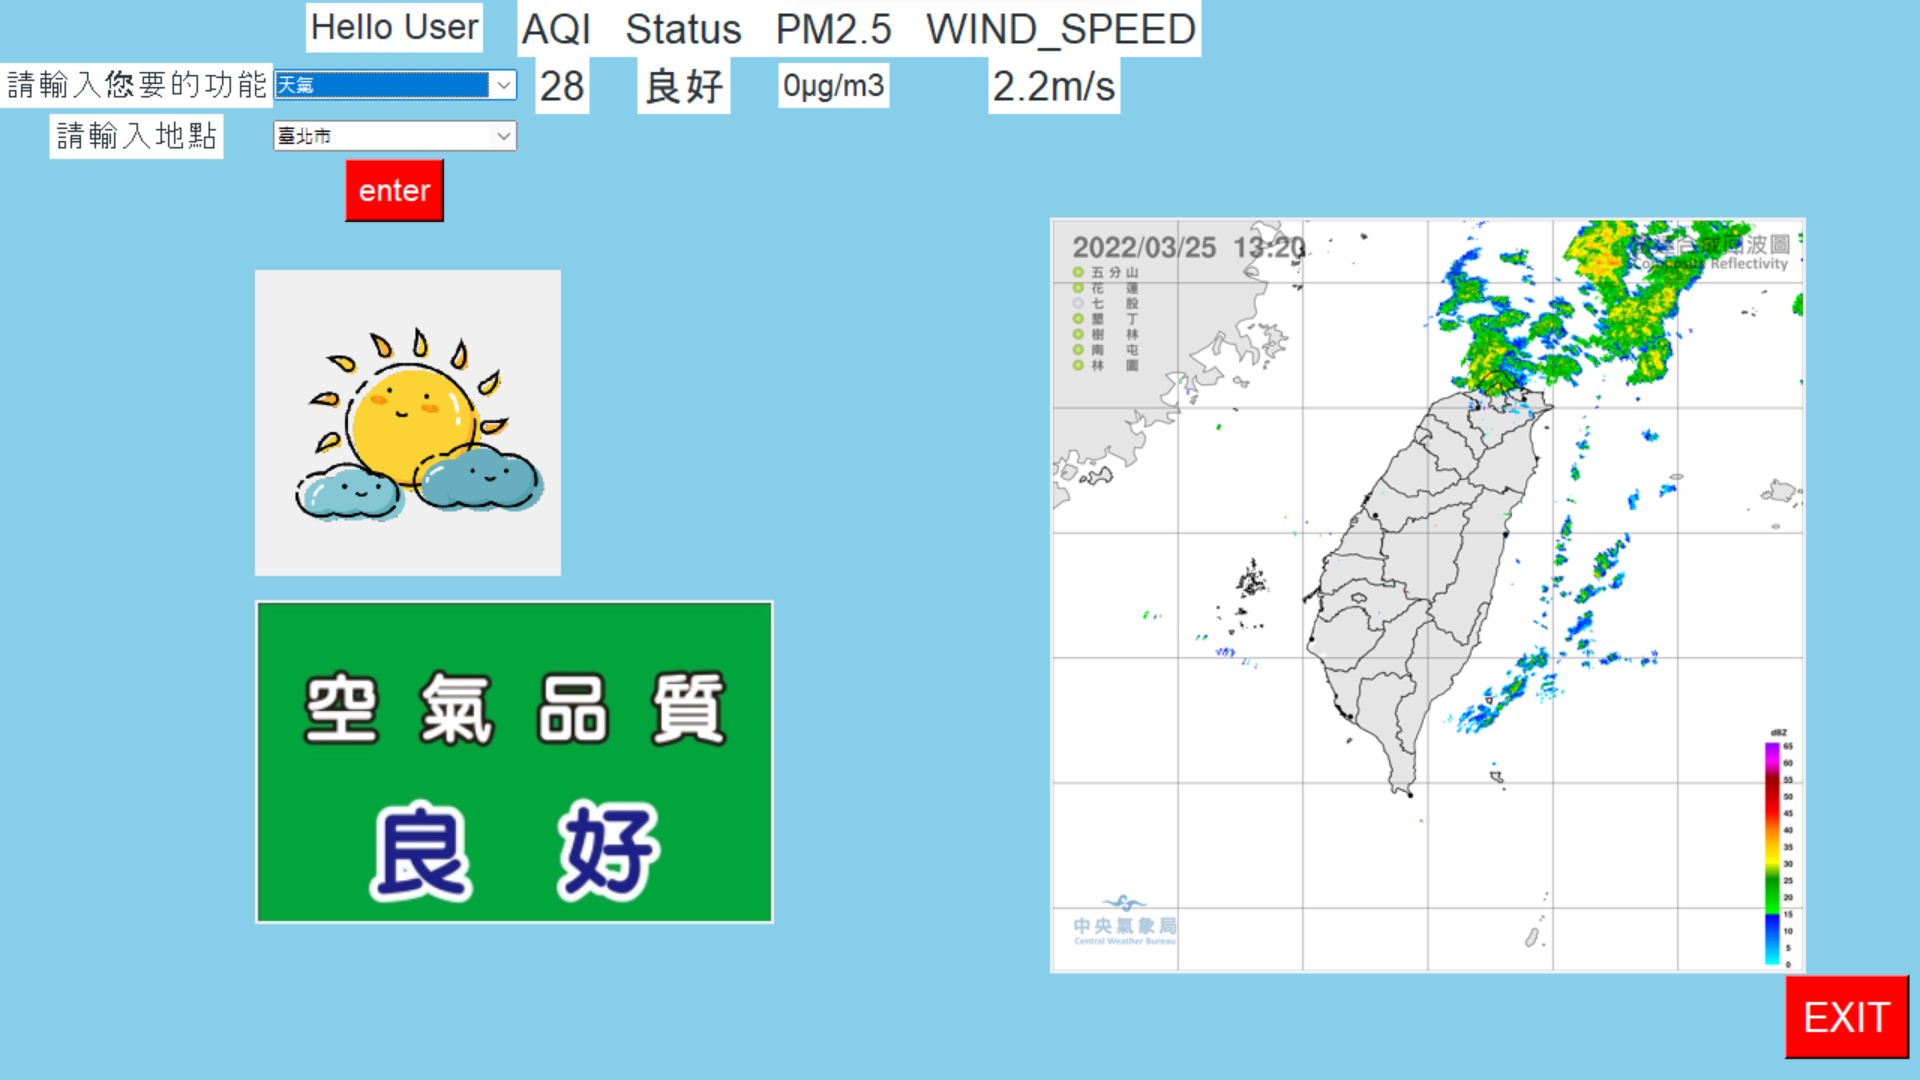 Hello User
AQI Status PM2.5 WIND_SPEED
請輸入您要的功能 天氣
28 良好 0μg/m3 2.2m/s
請輸入地點 臺北市
enter
2022/03/25 13:20
雷達合成回波圖
Composite Reflectivity
五分山
花蓮
七股
墾丁
樹林
南屯
林園
空氣品質
良好
dBZ
65
60
55
50
45
40
35
30
25
20
15
10
5
0
中央氣象局
Central Weather Bureau
EXIT